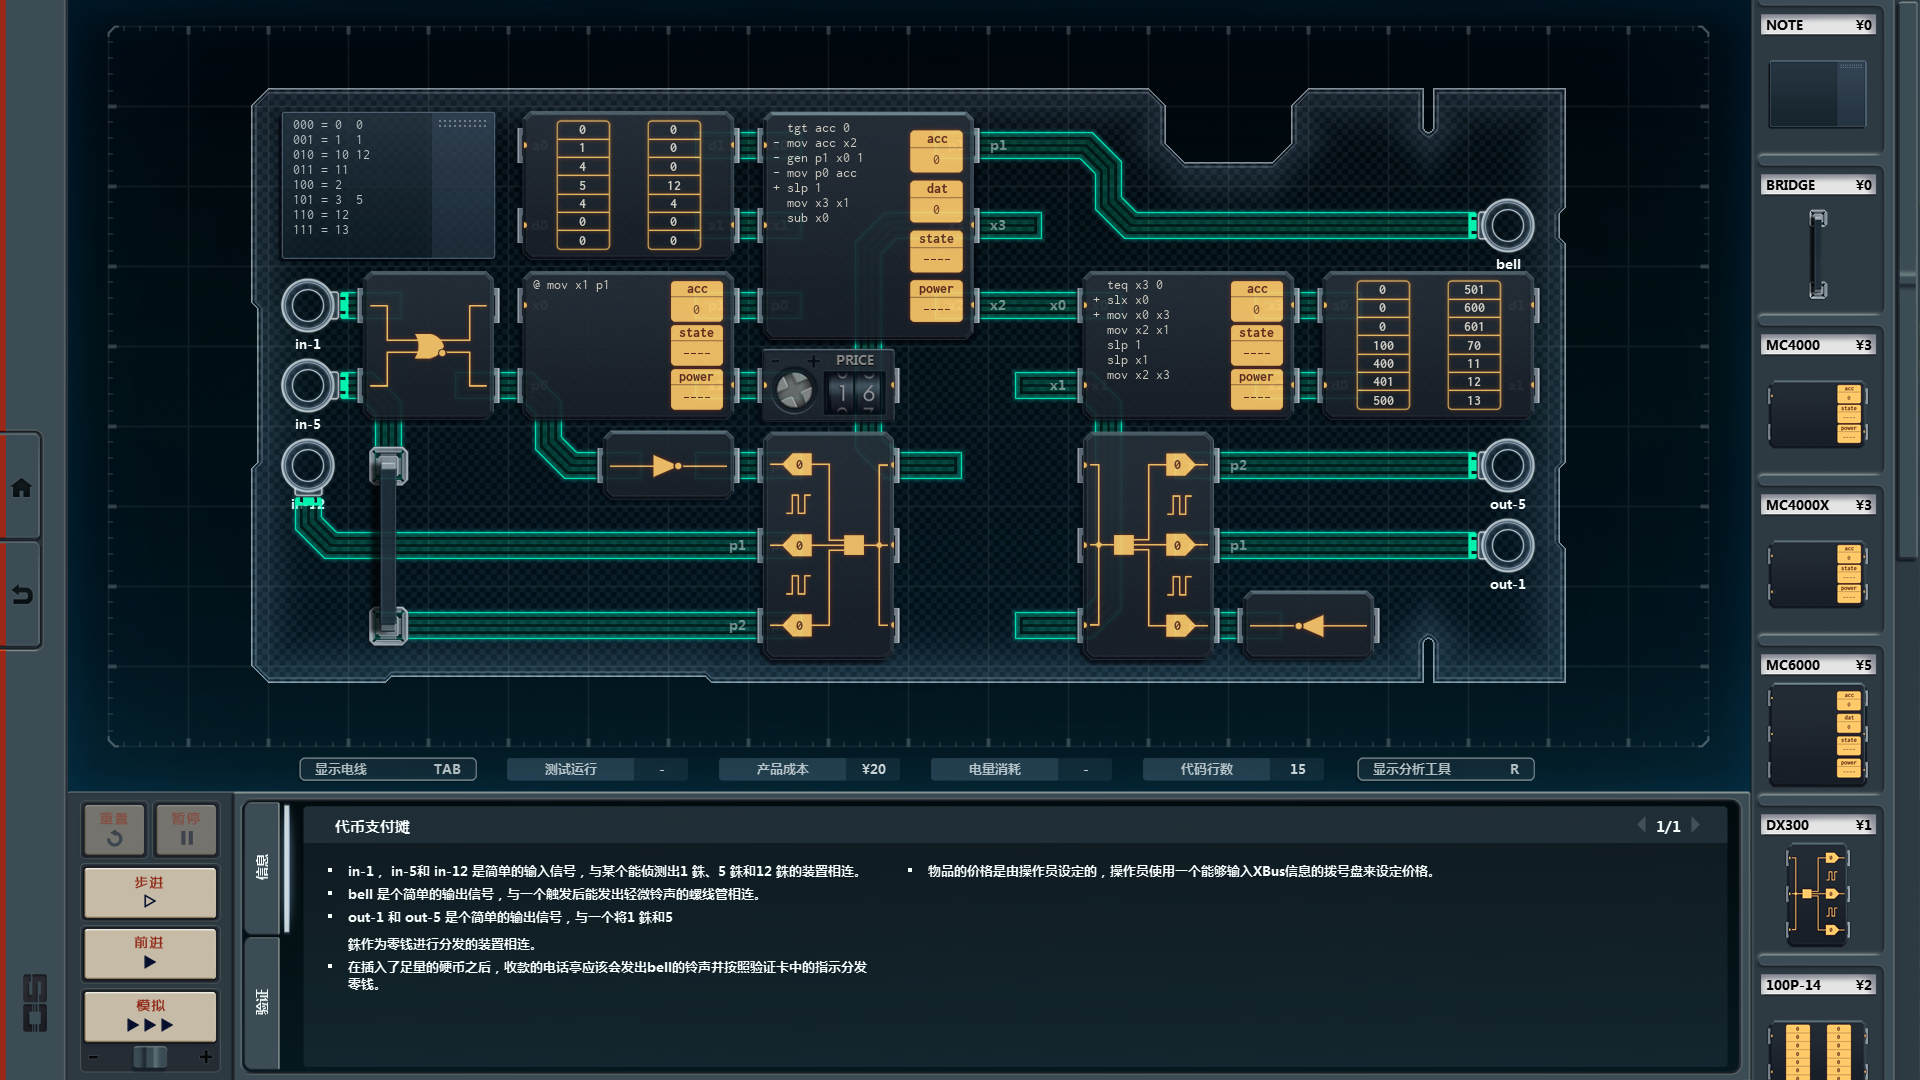 NOTE ¥0
BRIDGE ¥0
MC4000 ¥3
MC4000X ¥3
MC6000 ¥5
DX300 ¥1
100P-14 ¥2
000 = 0  0
001 = 1  1
010 = 10 12
011 = 11
100 = 2
101 = 3  5
110 = 12
111 = 13
0 0
1 0
4 0
5 12
4 4
0 0
0 0
tgt acc 0
- mov acc x2
- gen p1 x0 1
- mov p0 acc
+ slp 1
mov x3 x1
sub x0
acc
0
dat
0
state
----
power
----
p1
x3
x2
x0
x1
bell
in-1
in-5
in-12
@ mov x1 p1
acc
0
state
----
power
----
- + PRICE
1 6
teq x3 0
+ slx x0
+ mov x0 x3
mov x2 x1
slp 1
slp x1
mov x2 x3
acc
0
state
----
power
----
0 501
0 600
0 601
100 70
400 11
401 12
500 13
p1
p2
0
0
0
0
0
0
p2
p1
out-5
out-1
显示电线 TAB
测试运行 -
产品成本 ¥20
电量消耗 -
代码行数 15
显示分析工具 R
重置
暂停
步进
前进
模拟
- +
信息
验证
代币支付摊
1/1
▪ in-1，in-5和 in-12 是简单的输入信号，与某个能侦测出1 銖、5 銖和12 銖的装置相连。
▪ bell 是个简单的输出信号，与一个触发后能发出轻微铃声的螺线管相连。
▪ out-1 和 out-5 是个简单的输出信号，与一个将1 銖和5
銖作为零钱进行分发的装置相连。
▪ 在插入了足量的硬币之后，收款的电话亭应该会发出bell的铃声并按照验证卡中的指示分发
零钱。
▪ 物品的价格是由操作员设定的，操作员使用一个能够输入XBus信息的拨号盘来设定价格。